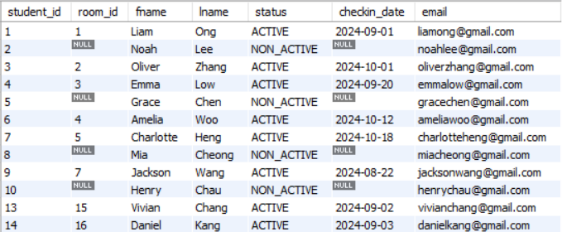 student_id room_id fname lname status checkin_date email
1 1 Liam Ong ACTIVE 2024-09-01 liamong@gmail.com
2 NULL Noah Lee NON_ACTIVE NULL noahlee@gmail.com
3 2 Oliver Zhang ACTIVE 2024-10-01 oliverzhang@gmail.com
4 3 Emma Low ACTIVE 2024-09-20 emmalow@gmail.com
5 NULL Grace Chen NON_ACTIVE NULL gracechen@gmail.com
6 4 Amelia Woo ACTIVE 2024-10-12 ameliawoo@gmail.com
7 5 Charlotte Heng ACTIVE 2024-10-18 charlotteheng@gmail.com
8 NULL Mia Cheong NON_ACTIVE NULL miacheong@gmail.com
9 7 Jackson Wang ACTIVE 2024-08-22 jacksonwang@gmail.com
10 NULL Henry Chau NON_ACTIVE NULL henrychau@gmail.com
13 15 Vivian Chang ACTIVE 2024-09-02 vivianchang@gmail.com
14 16 Daniel Kang ACTIVE 2024-09-03 danielkang@gmail.com